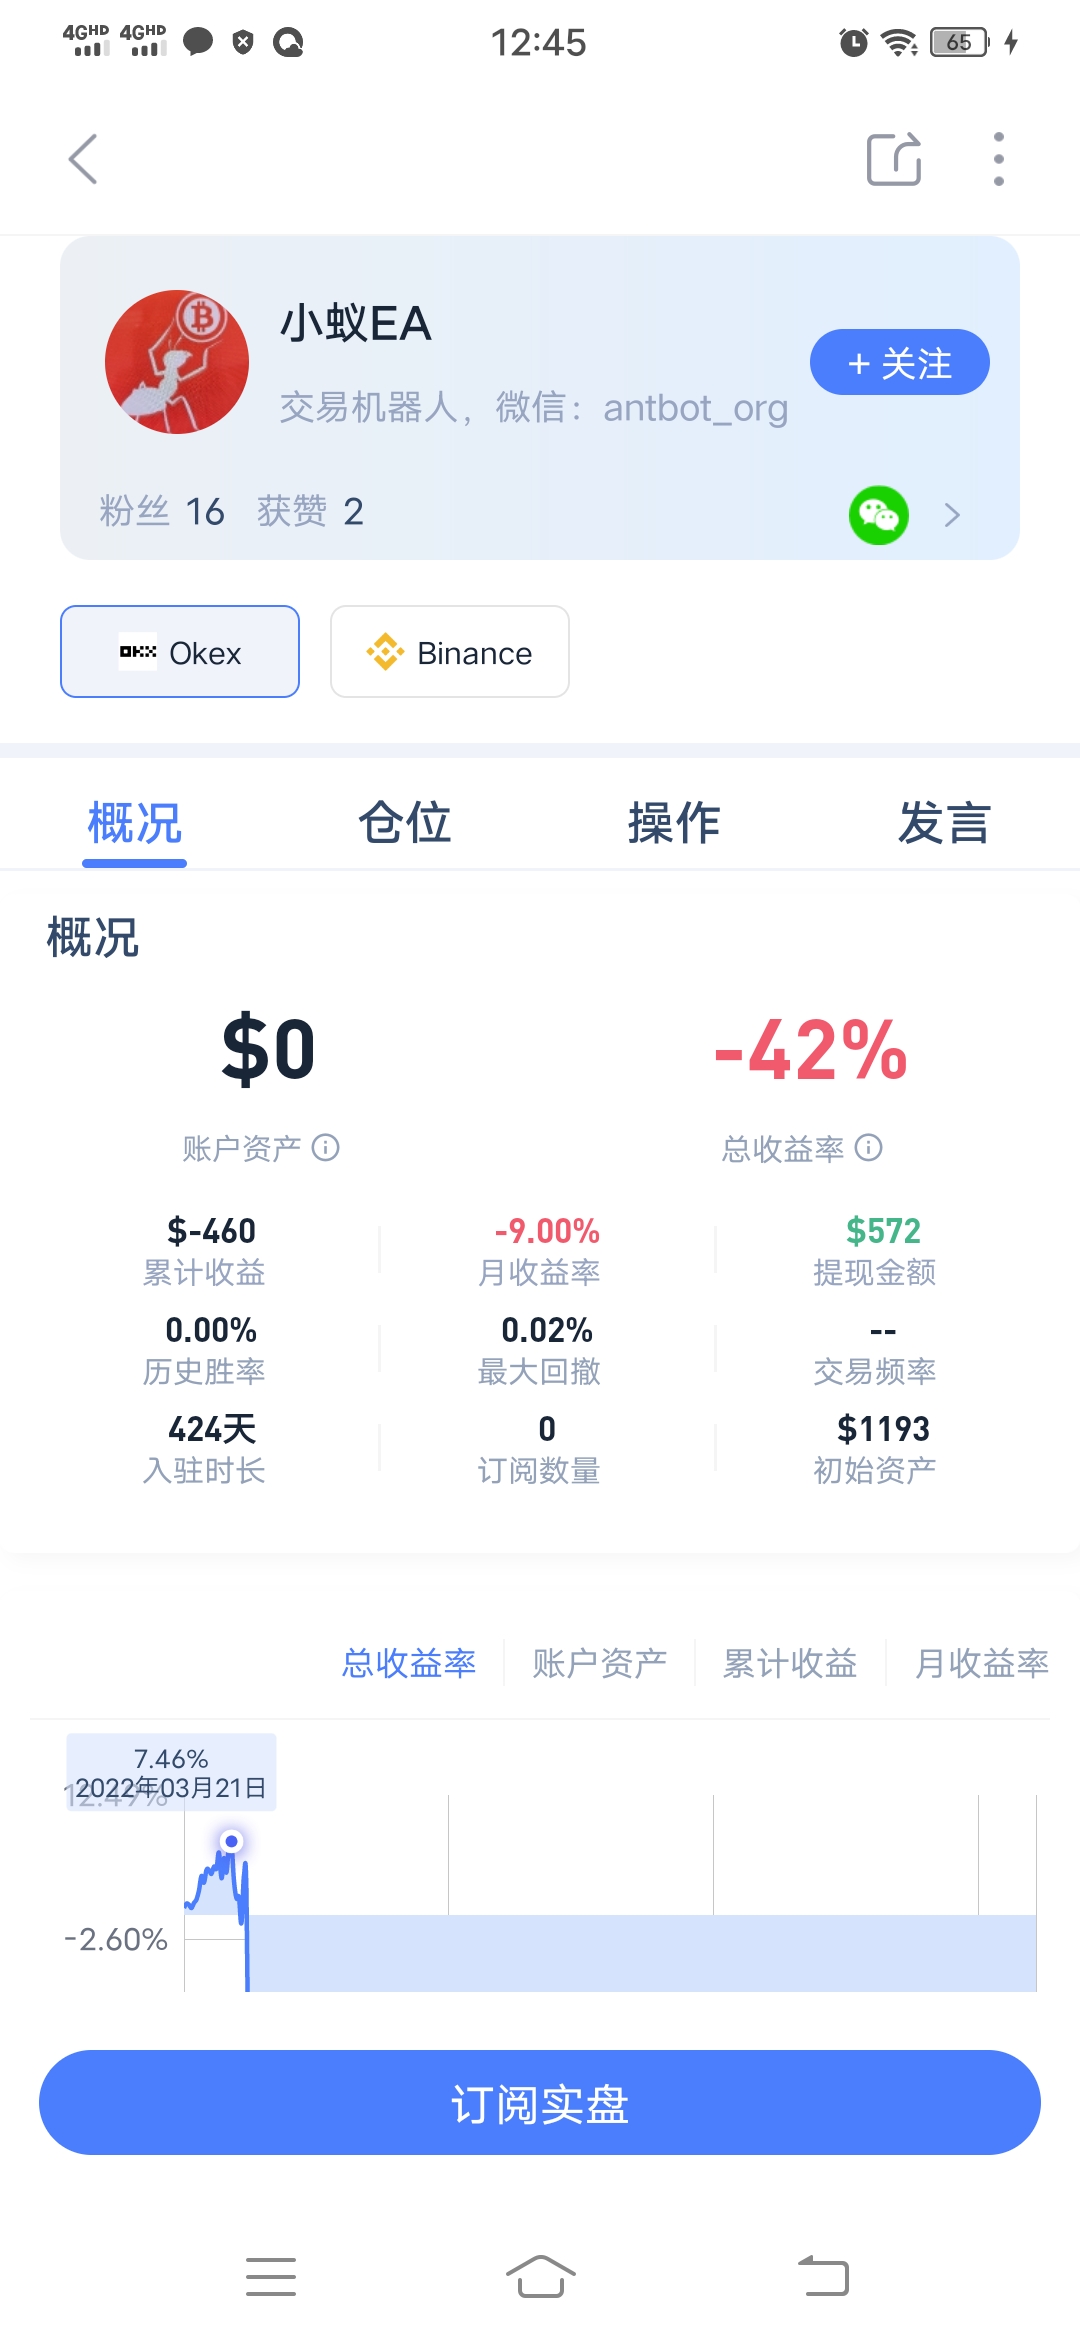 4GHD 4GHD 12:45 65
小蚁EA
+ 关注
交易机器人，微信：antbot_org
粉丝 16 获赞 2
Okex Binance
概况 仓位 操作 发言
概况
$0 -42%
账户资产 总收益率
$-460 -9.00% $572
累计收益 月收益率 提现金额
0.00% 0.02% --
历史胜率 最大回撤 交易频率
424天 0 $1193
入驻时长 订阅数量 初始资产
总收益率 账户资产 累计收益 月收益率
7.46%
2022年03月21日
12.49%
-2.60%
订阅实盘